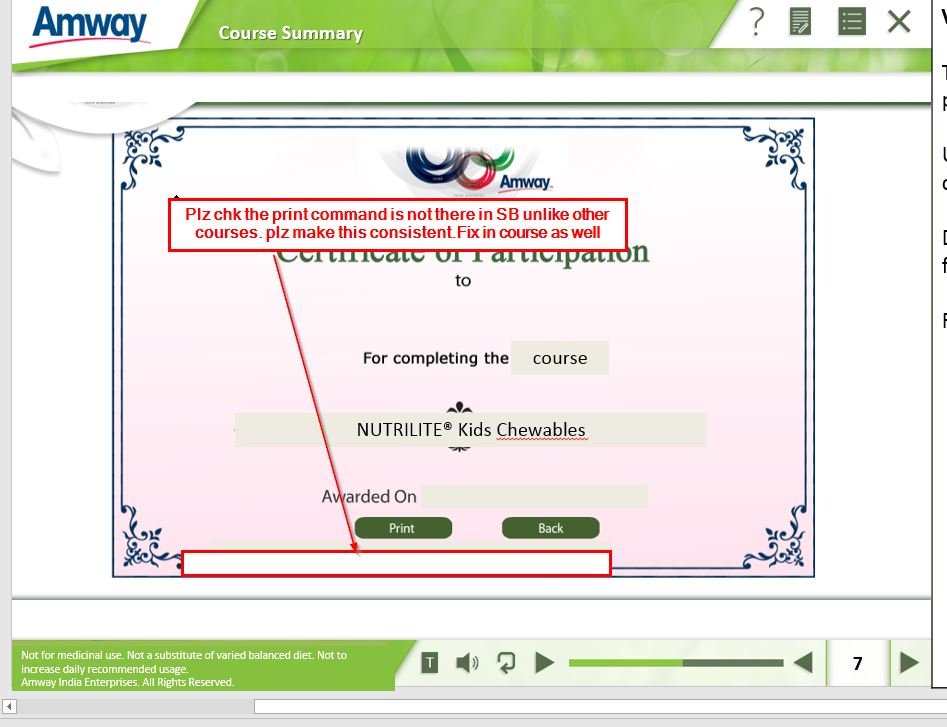 Amway
Course Summary
?
Amway
Plz chk the print command is not there in SB unlike other
courses. plz make this consistent.Fix in course as well
Certificate of Participation
to
For completing the course
NUTRILITE® Kids Chewables
Awarded On
Print Back
Not for medicinal use. Not a substitute of varied balanced diet. Not to
increase daily recommended usage.
Amway India Enterprises. All Rights Reserved.
T
7